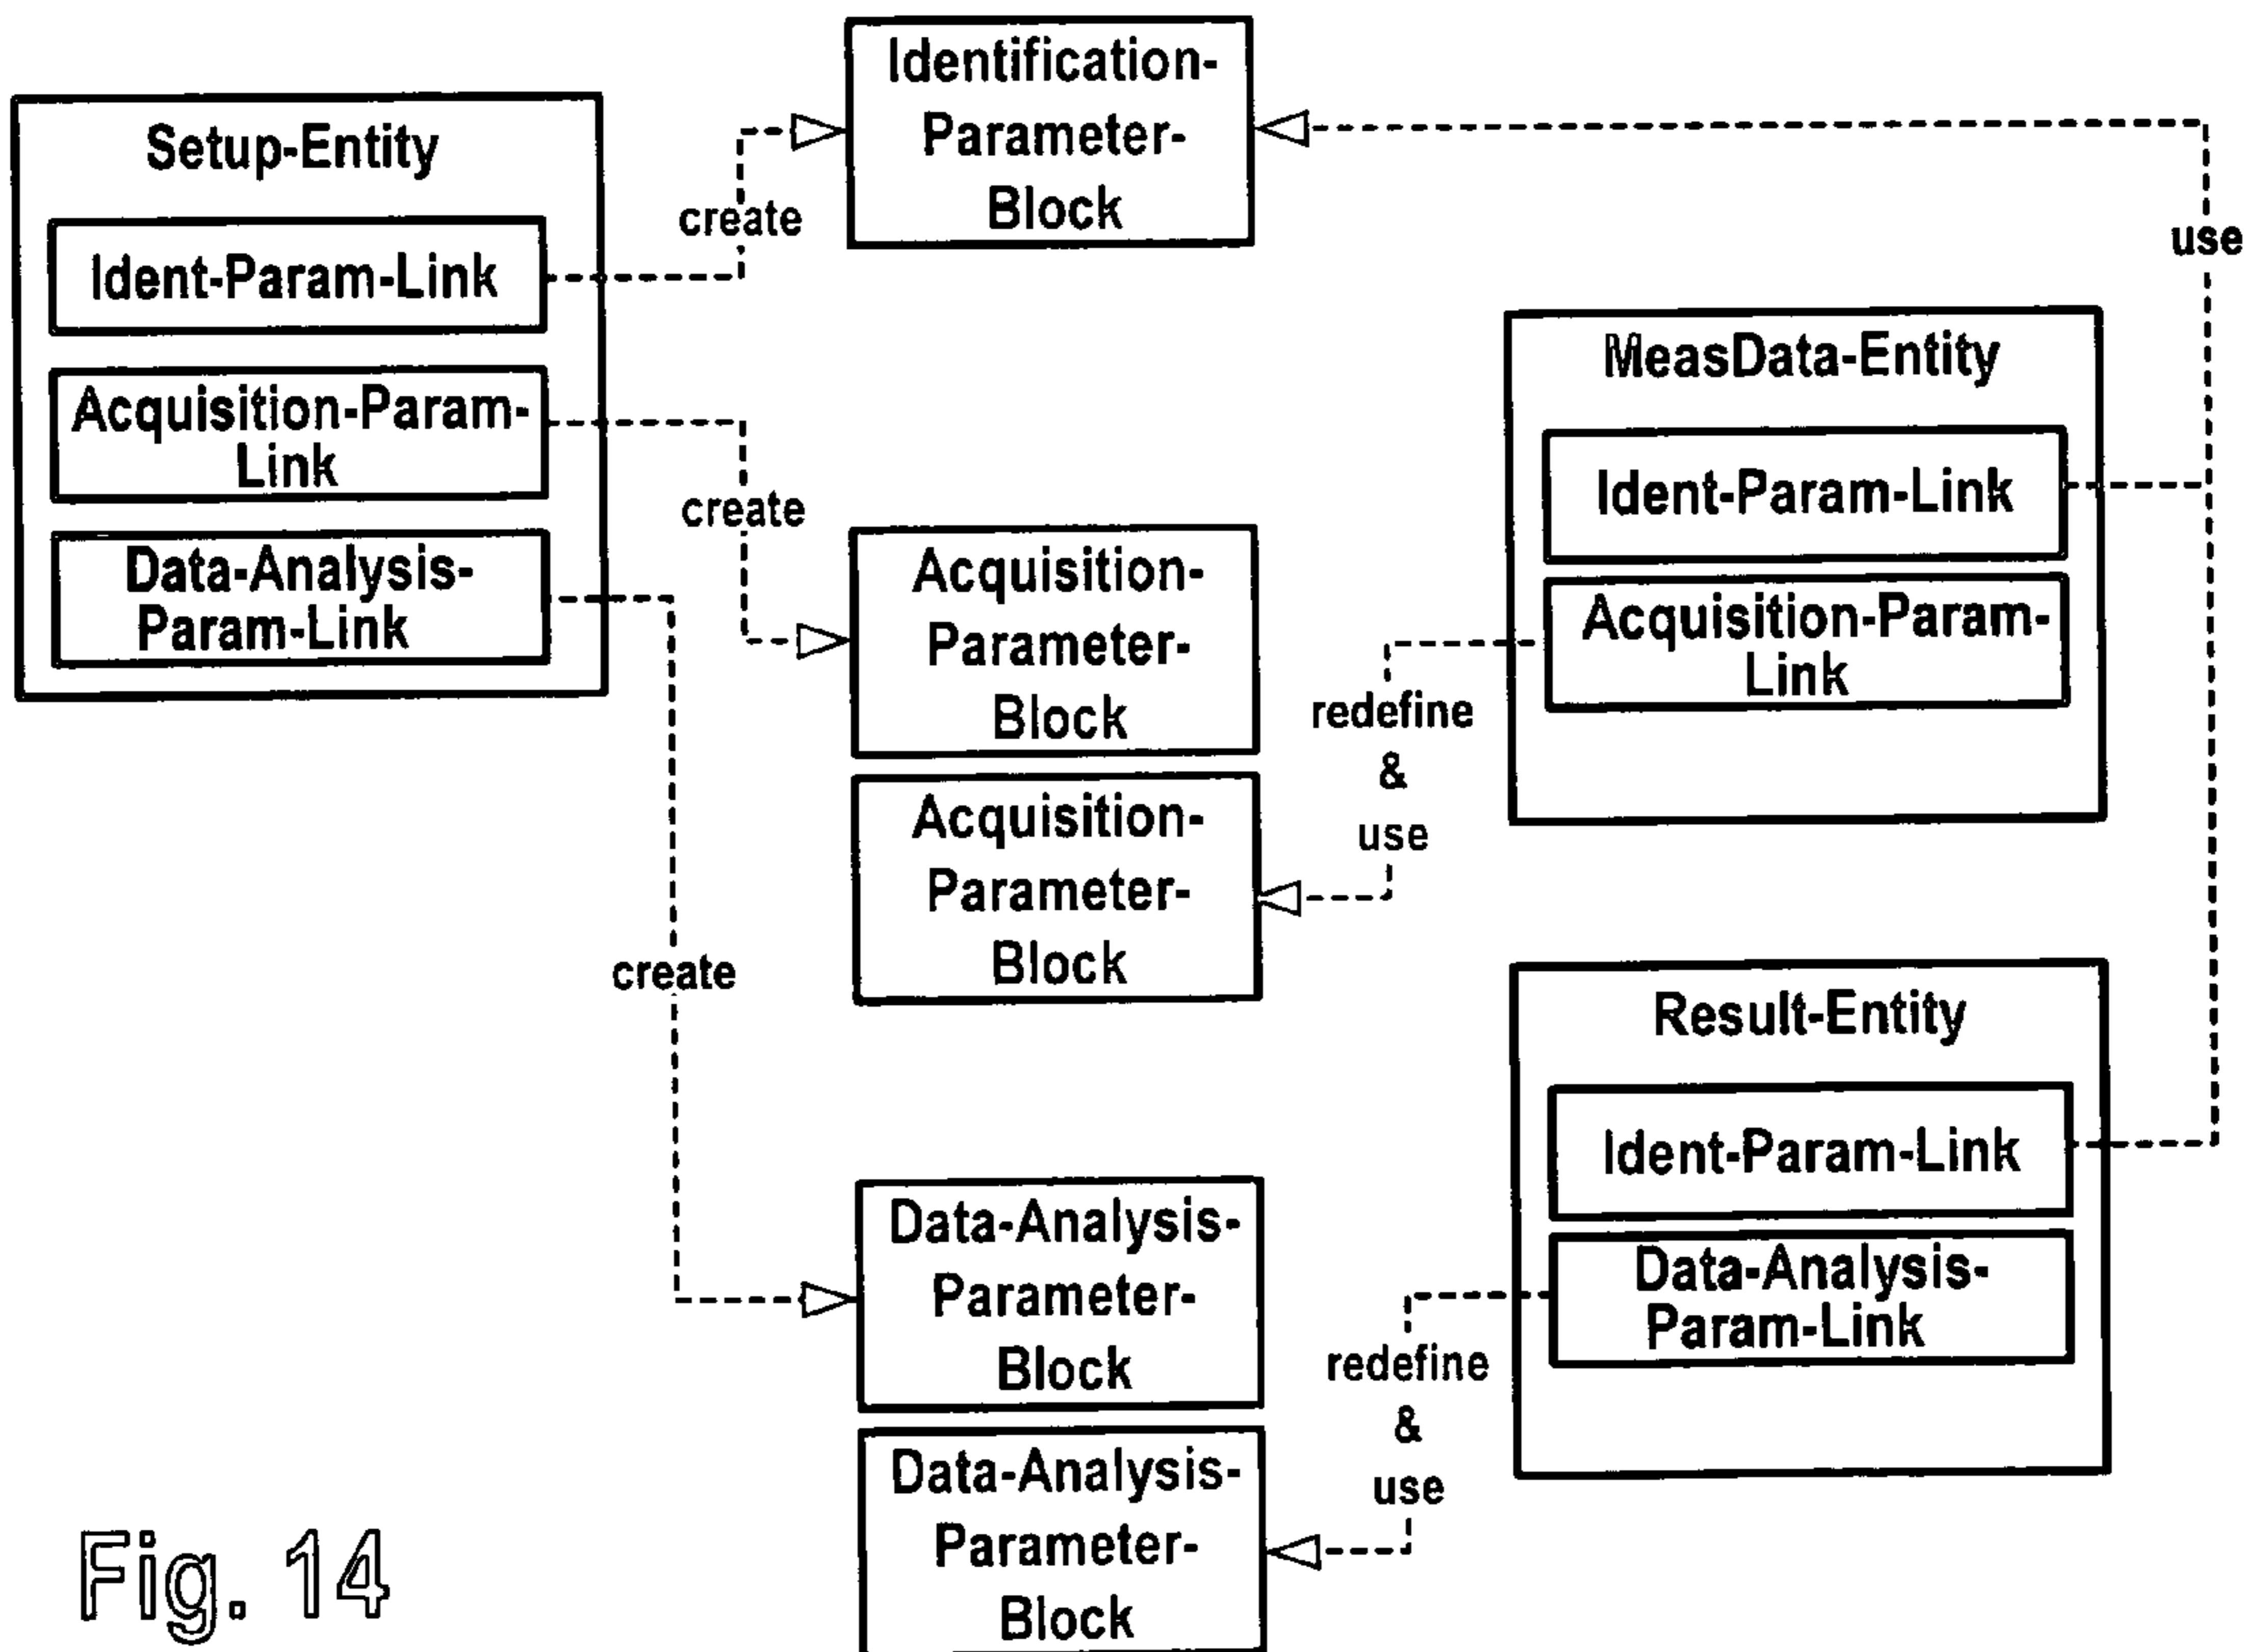 Setup-Entity
Ident-Param-Link
Acquisition-Param-
Link
Data-Analysis-
Param-Link
create
create
create
Identification-
Parameter-
Block
Acquisition-
Parameter-
Block
Acquisition-
Parameter-
Block
Data-Analysis-
Parameter-
Block
Data-Analysis-
Parameter-
Block
use
MeasData-Entity
Ident-Param-Link
Acquisition-Param-
Link
redefine
&
use
Result-Entity
Ident-Param-Link
Data-Analysis-
Param-Link
redefine
&
use
Fig. 14